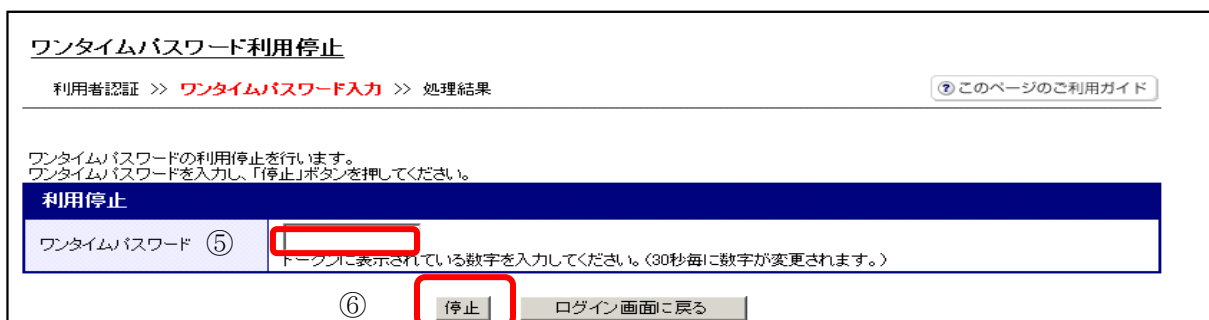 ワンタイムパスワード利用停止
利用者認証 >> ワンタイムパスワード入力 >> 処理結果
?このページのご利用ガイド
ワンタイムパスワードの利用停止を行います。
ワンタイムパスワードを入力し、「停止」ボタンを押してください。
利用停止
ワンタイムパスワード ⑤
トークンに表示されている数字を入力してください。(30秒毎に数字が変更されます。)
⑥ 停止 ログイン画面に戻る